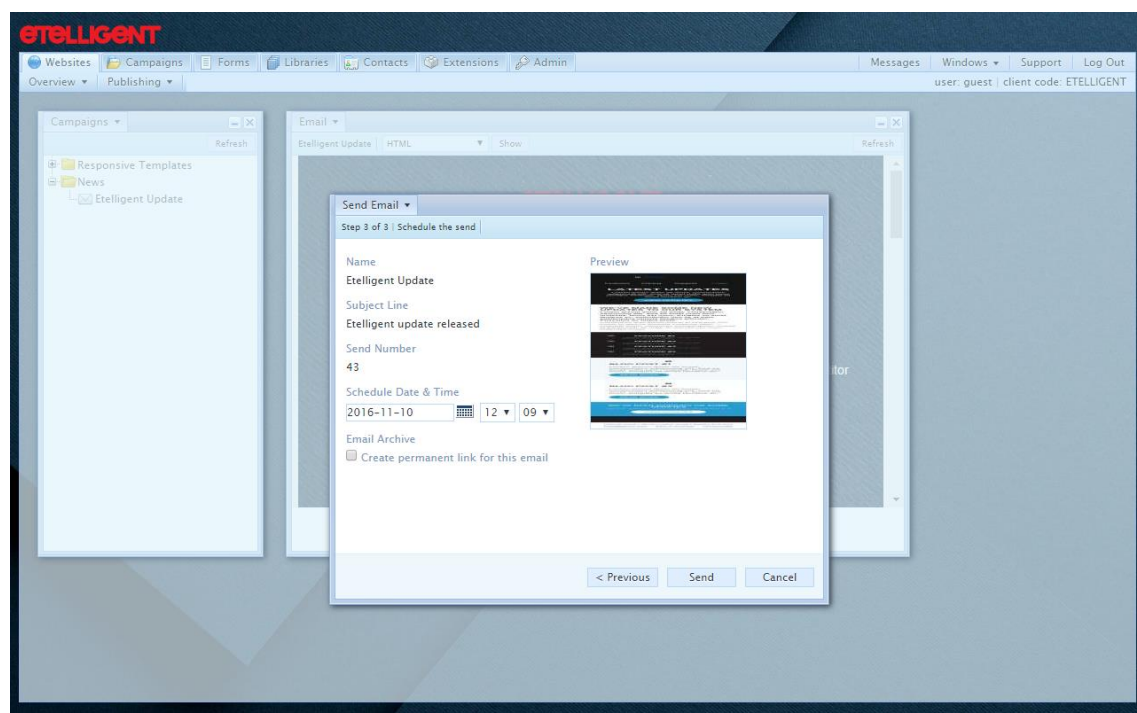 eTELLIGENT
Websites Campaigns Forms Libraries Contacts Extensions Admin Messages Windows Support Log Out
Overview Publishing user: guest | client code: ETELLIGENT
Campaigns
Refresh
Responsive Templates
News
Etelligent Update
Email
Etelligent Update HTML Show Refresh
Send Email
Step 3 of 3 | Schedule the send
Name
Etelligent Update
Subject Line
Etelligent update released
Send Number
43
Schedule Date & Time
2016-11-10 12 09
Email Archive
Create permanent link for this email
Preview
LATEST UPDATES
< Previous Send Cancel